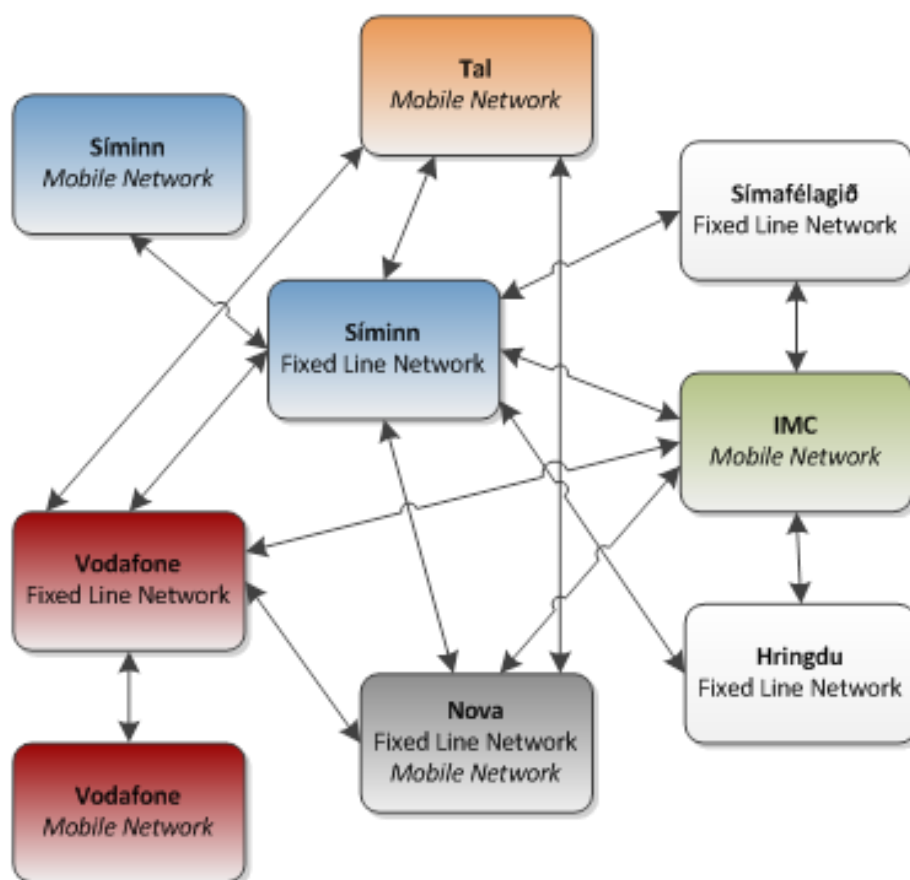 Tal
Mobile Network
Síminn
Mobile Network
Símafélagið
Fixed Line Network
Síminn
Fixed Line Network
IMC
Mobile Network
Vodafone
Fixed Line Network
Hringdu
Fixed Line Network
Nova
Fixed Line Network
Mobile Network
Vodafone
Mobile Network